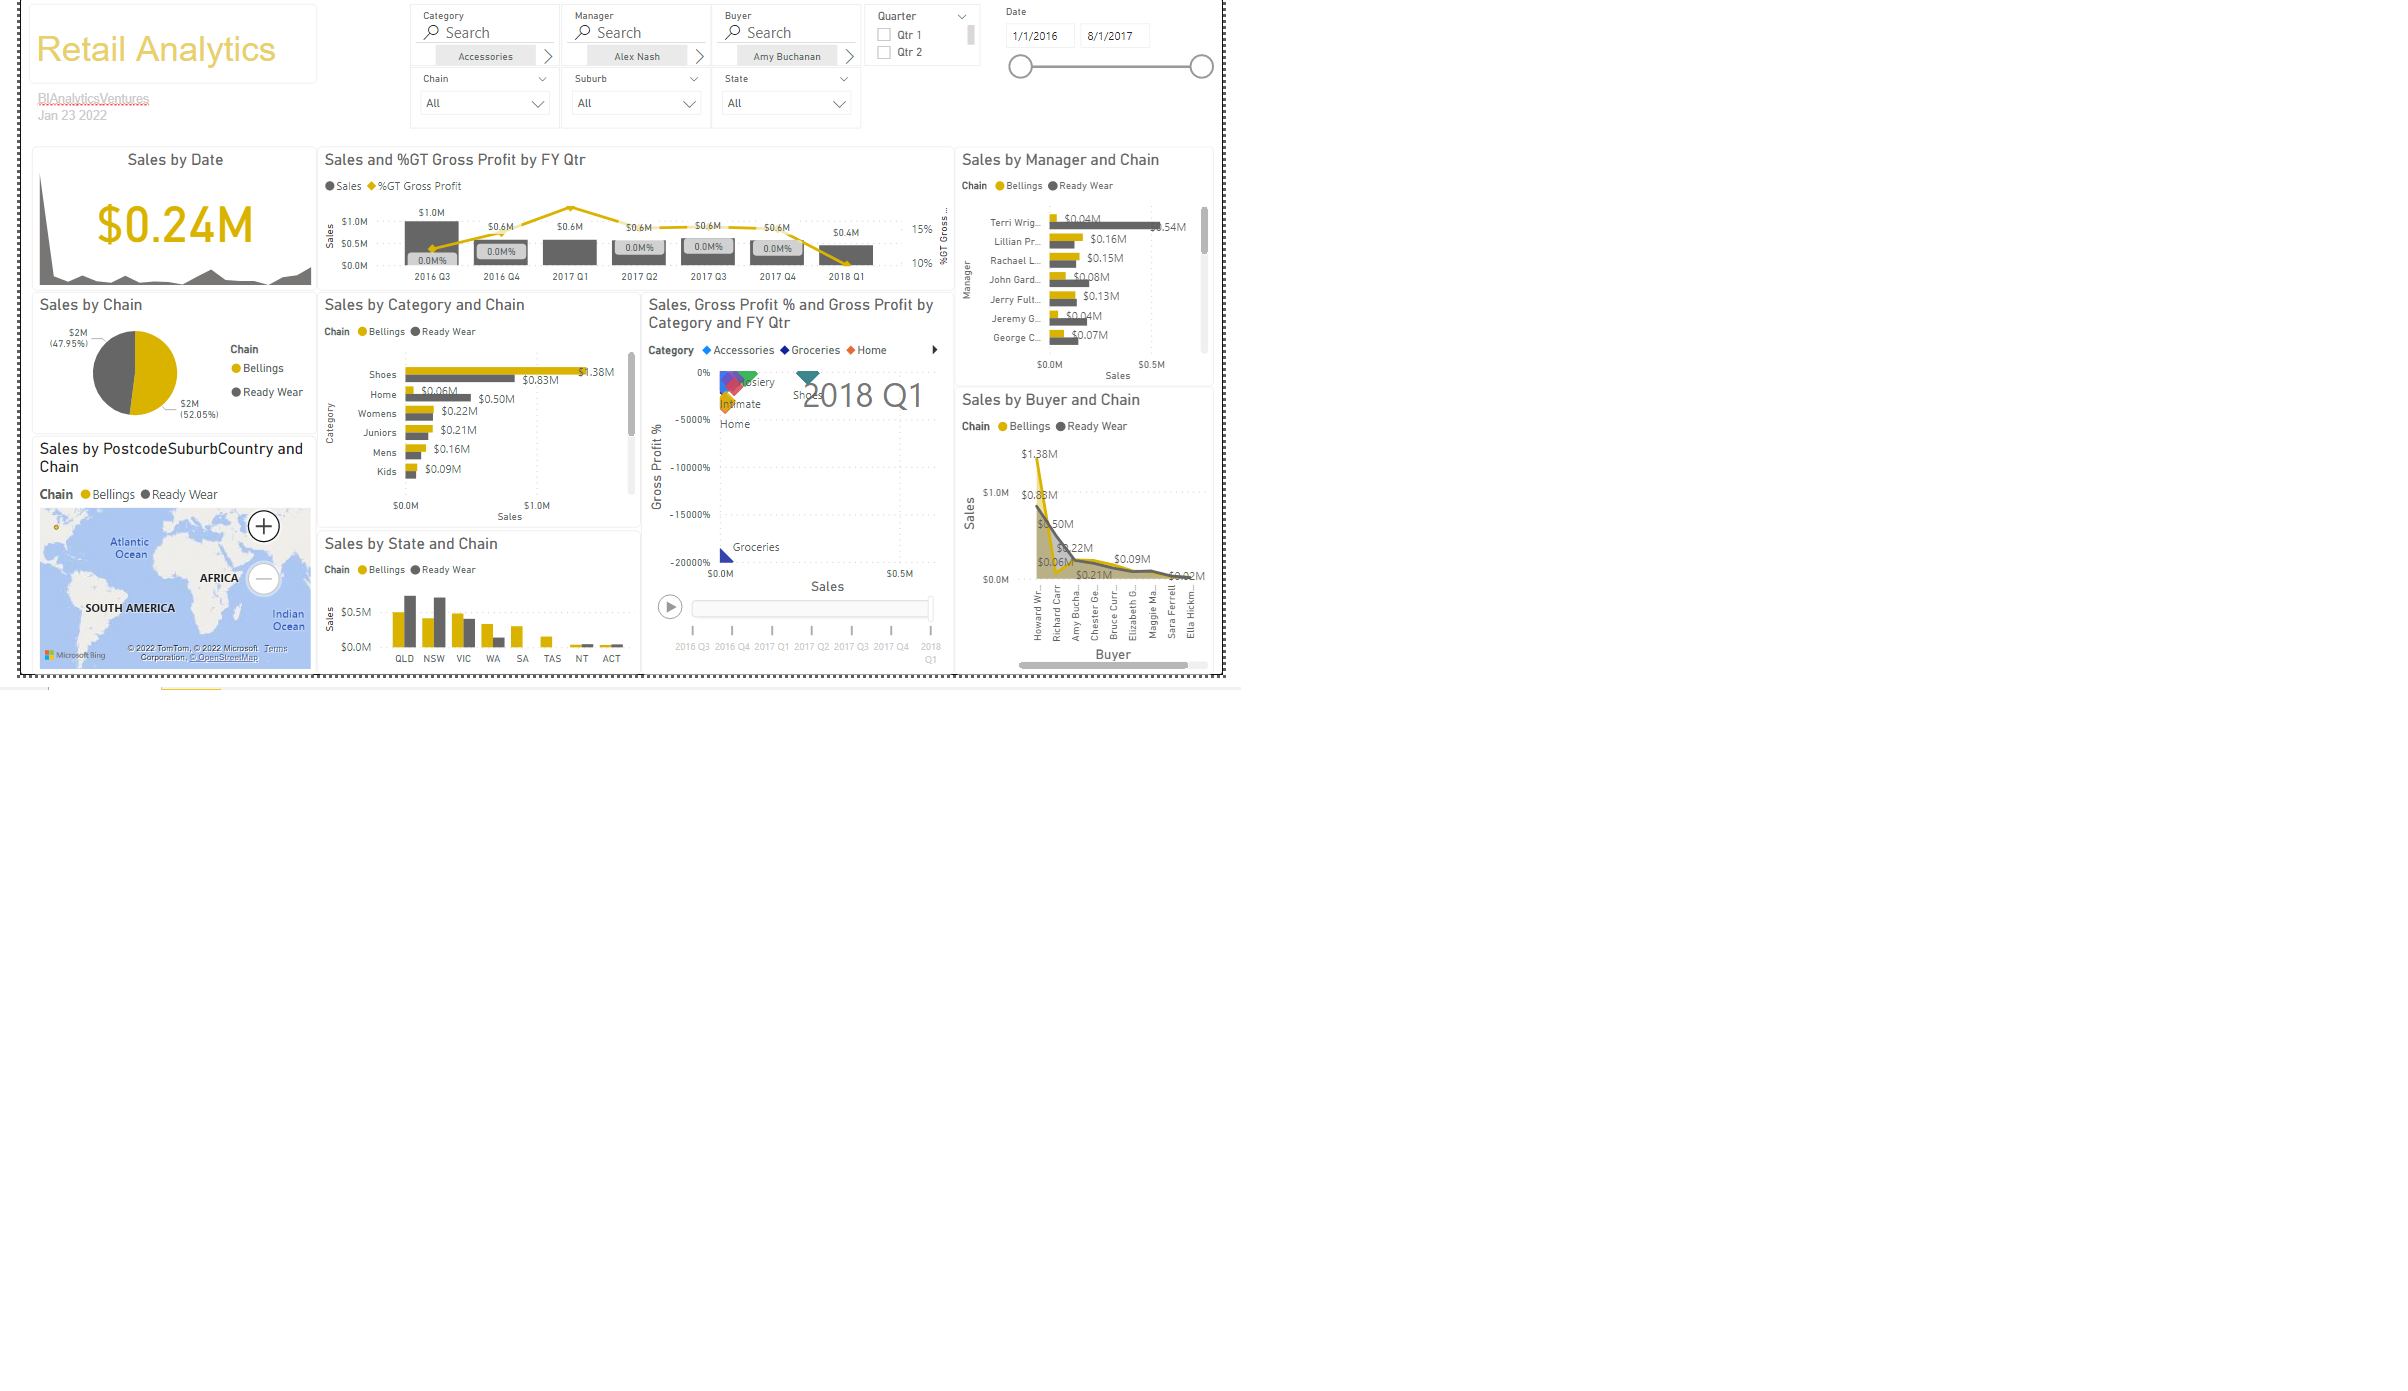 Retail Analytics
BIAnalyticsVentures
Jan 23 2022
Category
Search
Accessories
Manager
Search
Alex Nash
Buyer
Search
Amy Buchanan
Quarter
Qtr 1
Qtr 2
Date
1/1/2016 8/1/2017
Chain
All
Suburb
All
State
All
Sales by Date
$0.24M
Sales and %GT Gross Profit by FY Qtr
Sales %GT Gross Profit
Sales
$1.0M
$0.5M
$0.0M
$1.0M $0.6M $0.6M $0.6M $0.6M $0.6M $0.4M
0.0M% 0.0M% 0.0M% 0.0M% 0.0M%
2016 Q3 2016 Q4 2017 Q1 2017 Q2 2017 Q3 2017 Q4 2018 Q1
15%
10%
%GT Gross ...
Sales by Manager and Chain
Chain Bellings Ready Wear
Manager
Terri Wrig... $0.04M
Lillian Pr... $0.16M
Rachael L... $0.15M
John Gard... $0.08M
Jerry Fult... $0.13M
Jeremy G... $0.04M
George C... $0.07M
$0.0M $0.5M
Sales
Sales by Chain
$2M
(47.95%)
$2M
(52.05%)
Chain
Bellings
Ready Wear
Sales by Category and Chain
Chain Bellings Ready Wear
Category
Shoes $1.38M
$0.83M
Home $0.06M
$0.50M
Womens $0.22M
Juniors $0.21M
Mens $0.16M
Kids $0.09M
$0.0M $1.0M
Sales
Sales, Gross Profit % and Gross Profit by
Category and FY Qtr
Category Accessories Groceries Home
Gross Profit %
0%
-5000%
-10000%
-15000%
-20000%
2018 Q1
Shoes
Intimate
Home
Groceries
$0.0M $0.5M
Sales
2016 Q3 2016 Q4 2017 Q1 2017 Q2 2017 Q3 2017 Q4 2018
Q1
Sales by Buyer and Chain
Chain Bellings Ready Wear
Sales
$1.0M
$0.0M
$1.38M
$0.83M
$0.50M
$0.22M
$0.06M
$0.21M
$0.09M
$0.02M
Howard Wr...
Richard Carr
Amy Bucha...
Chester Ge...
Bruce Curr...
Elizabeth G...
Maggie Ma...
Sara Ferrell
Ella Hickm...
Buyer
Sales by PostcodeSuburbCountry and
Chain
Chain Bellings Ready Wear
Atlantic
Ocean
AFRICA
SOUTH AMERICA
Indian
Ocean
Microsoft Bing
© 2022 TomTom, © 2022 Microsoft Terms
Corporation, © OpenStreetMap
Sales by State and Chain
Chain Bellings Ready Wear
Sales
$0.5M
$0.0M
QLD NSW VIC WA SA TAS NT ACT